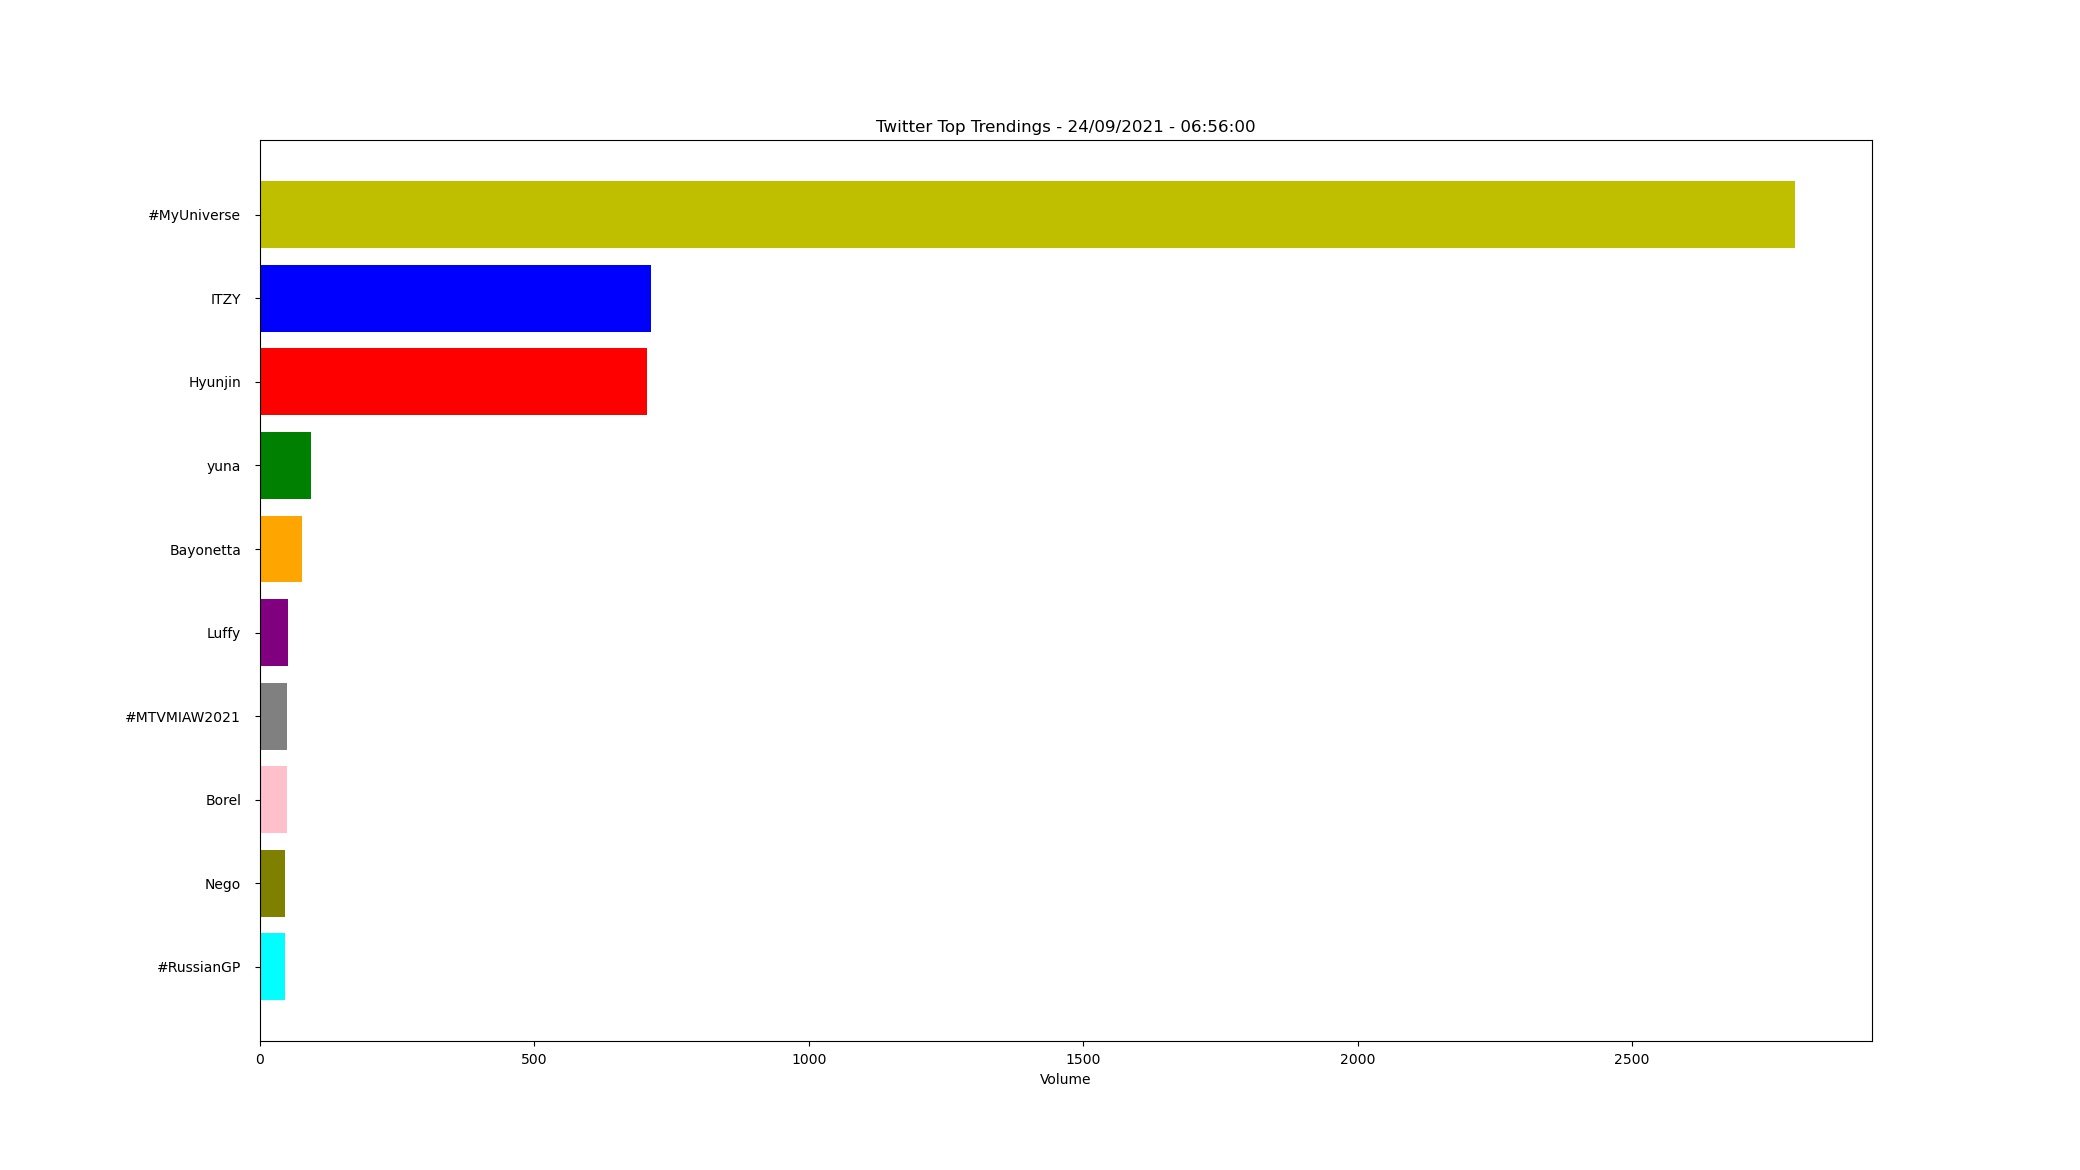 Twitter Top Trendings - 24/09/2021 - 06:56:00
#MyUniverse
ITZY
Hyunjin
yuna
Bayonetta
Luffy
#MTVMIAW2021
Borel
Nego
#RussianGP
0 500 1000 1500 2000 2500
Volume